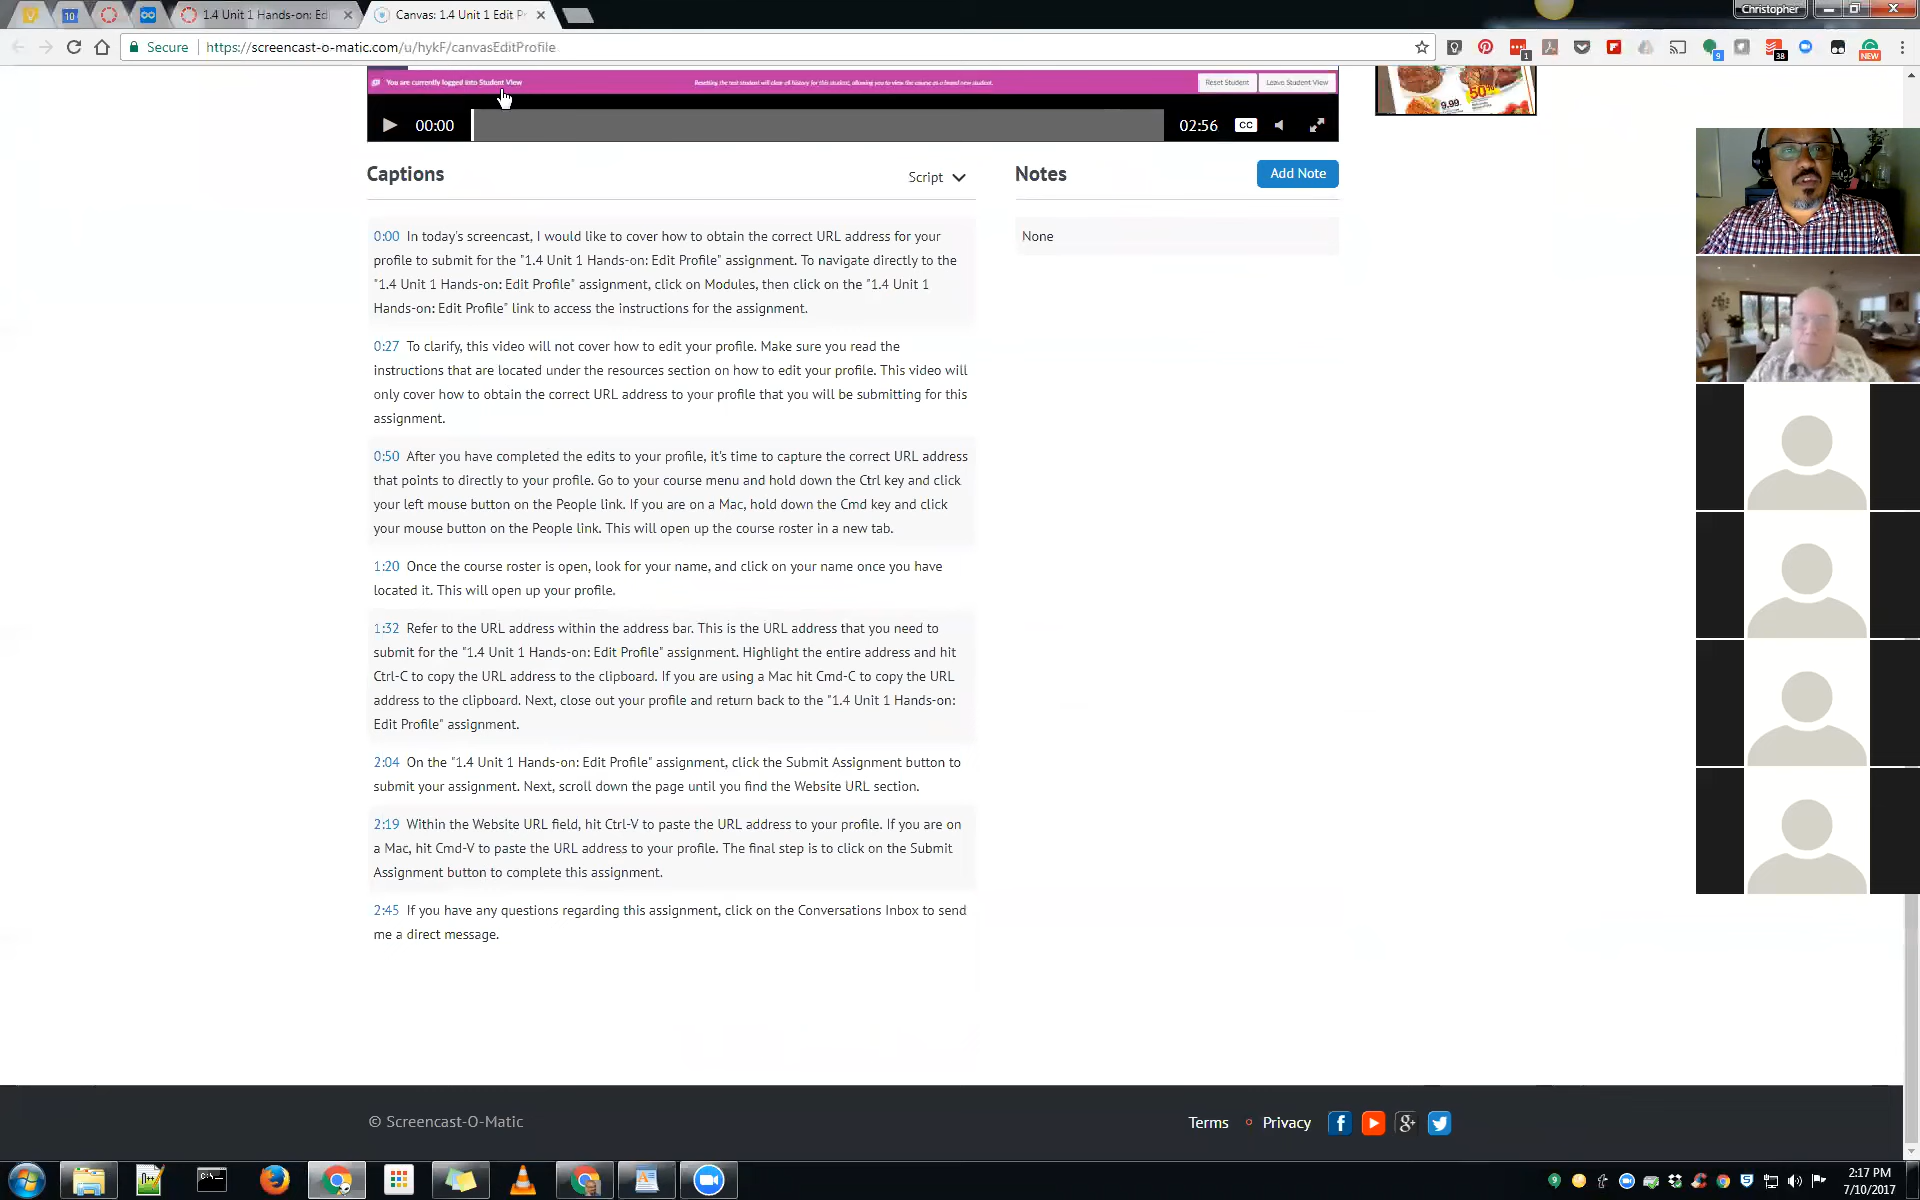 1.4 Unit 1 Hands-on: Ed
Canvas: 1.4 Unit 1 Edit P
Christopher
Secure
https://screencast-o-matic.com/u/hykF/canvasEditProfile
You are currently logged into Student View
Resetting the test student will clear all history for this student, allowing you to view the course as a brand new student.
Reset Student
Leave Student View
9.99
50%
00:00
02:56
CC
Captions
Script
Notes
Add Note
None
0:00 In today's screencast, I would like to cover how to obtain the correct URL address for your
profile to submit for the "1.4 Unit 1 Hands-on: Edit Profile" assignment. To navigate directly to the
"1.4 Unit 1 Hands-on: Edit Profile" assignment, click on Modules, then click on the "1.4 Unit 1
Hands-on: Edit Profile" link to access the instructions for the assignment.
0:27 To clarify, this video will not cover how to edit your profile. Make sure you read the
instructions that are located under the resources section on how to edit your profile. This video will
only cover how to obtain the correct URL address to your profile that you will be submitting for this
assignment.
0:50 After you have completed the edits to your profile, it's time to capture the correct URL address
that points to directly to your profile. Go to your course menu and hold down the Ctrl key and click
your left mouse button on the People link. If you are on a Mac, hold down the Cmd key and click
your mouse button on the People link. This will open up the course roster in a new tab.
1:20 Once the course roster is open, look for your name, and click on your name once you have
located it. This will open up your profile.
1:32 Refer to the URL address within the address bar. This is the URL address that you need to
submit for the "1.4 Unit 1 Hands-on: Edit Profile" assignment. Highlight the entire address and hit
Ctrl-C to copy the URL address to the clipboard. If you are using a Mac hit Cmd-C to copy the URL
address to the clipboard. Next, close out your profile and return back to the "1.4 Unit 1 Hands-on:
Edit Profile" assignment.
2:04 On the "1.4 Unit 1 Hands-on: Edit Profile" assignment, click the Submit Assignment button to
submit your assignment. Next, scroll down the page until you find the Website URL section.
2:19 Within the Website URL field, hit Ctrl-V to paste the URL address to your profile. If you are on
a Mac, hit Cmd-V to paste the URL address to your profile. The final step is to click on the Submit
Assignment button to complete this assignment.
2:45 If you have any questions regarding this assignment, click on the Conversations Inbox to send
me a direct message.
© Screencast-O-Matic
Terms
Privacy
2:17 PM
7/10/2017